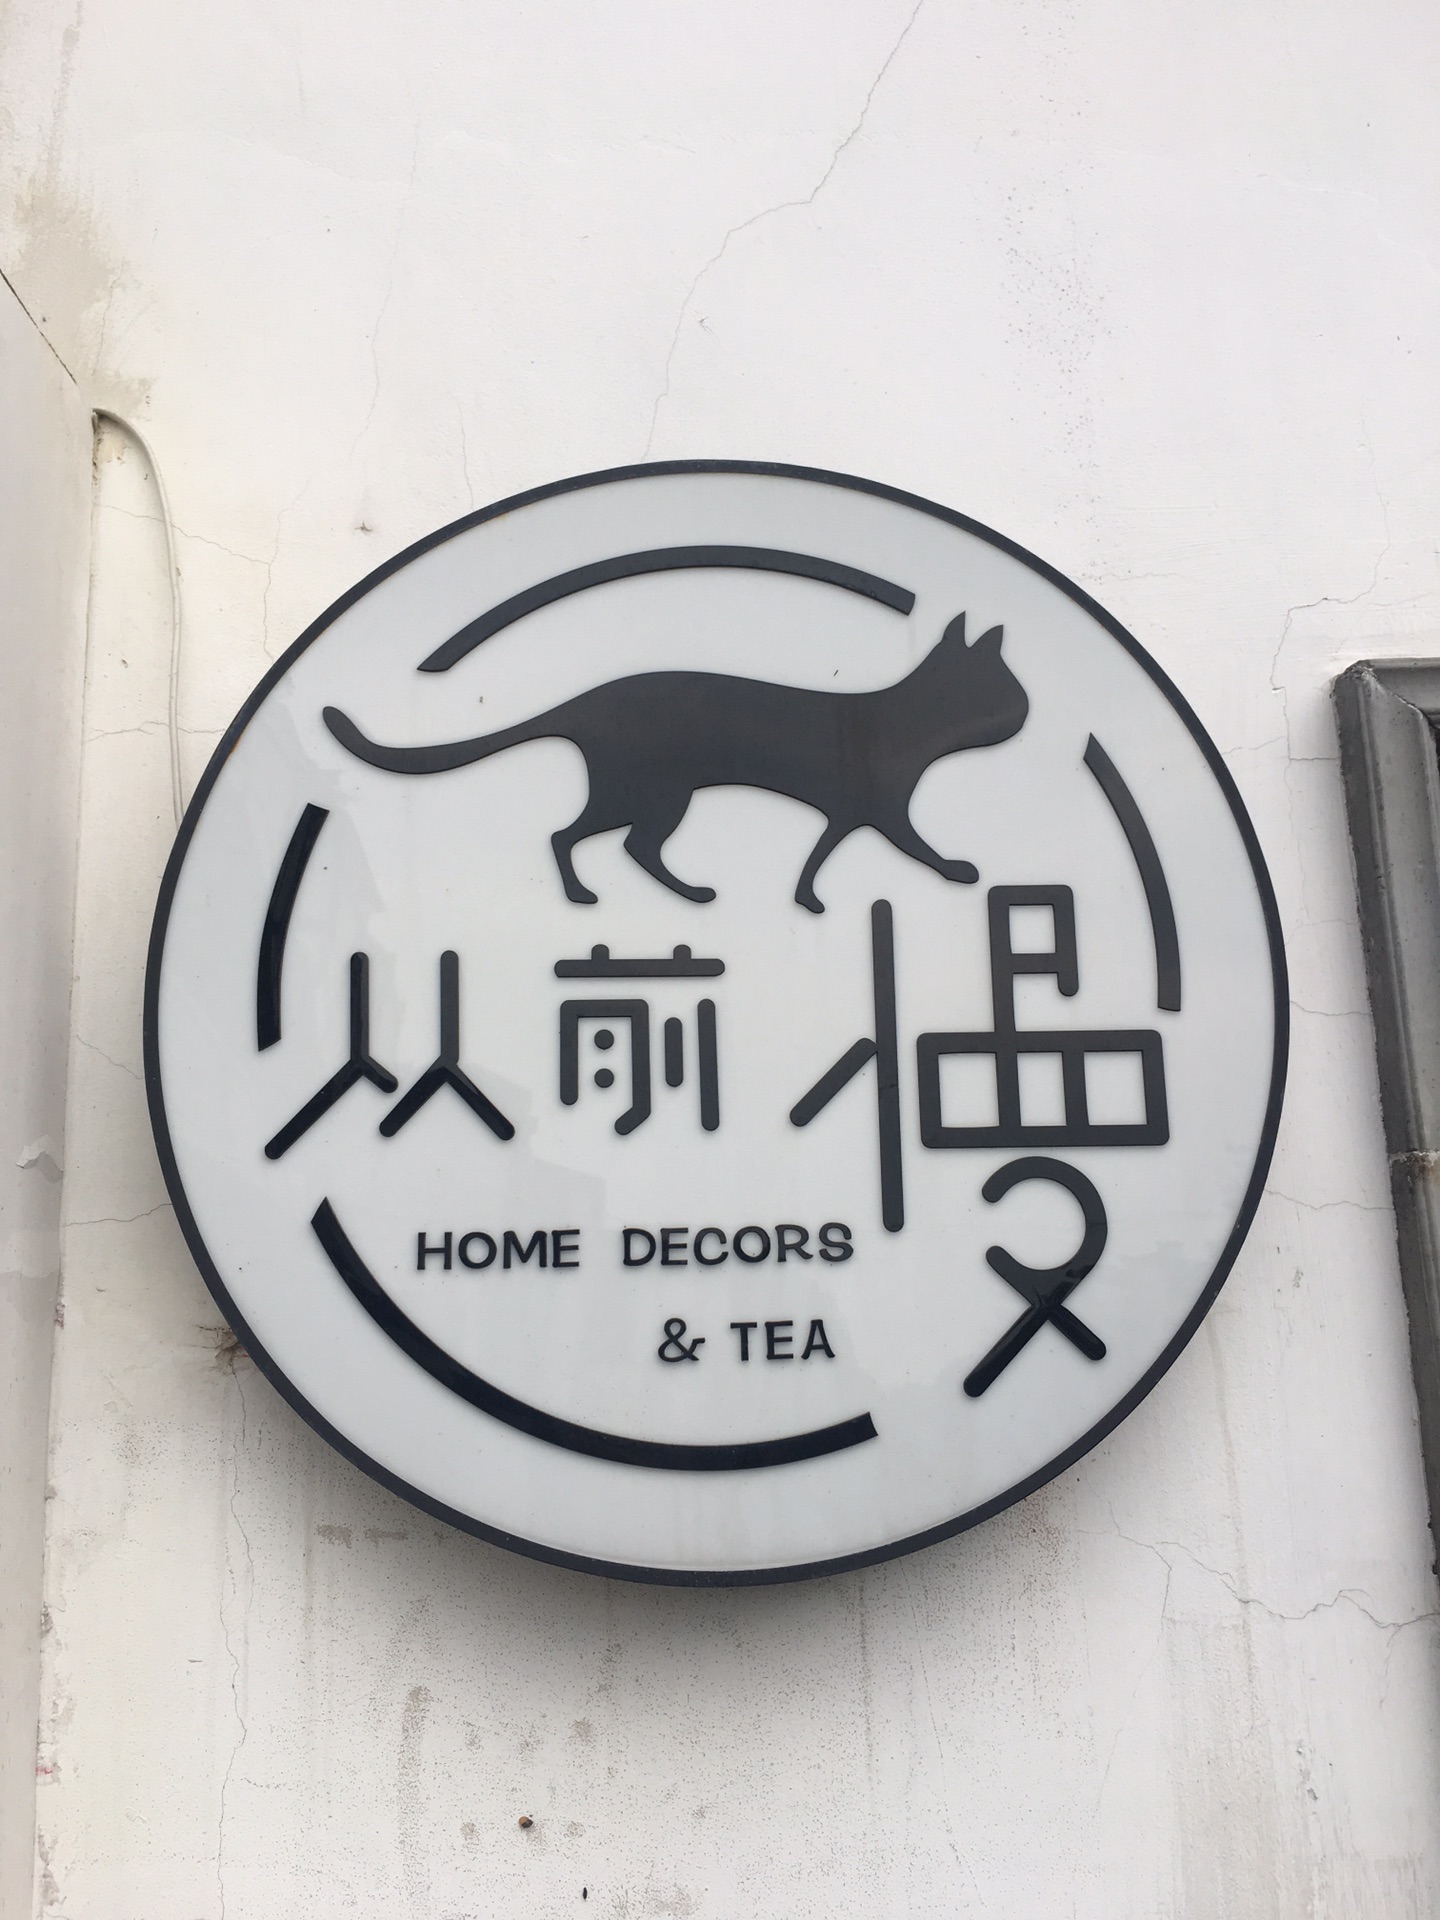 从前慢
HOME DECORS
& TEA